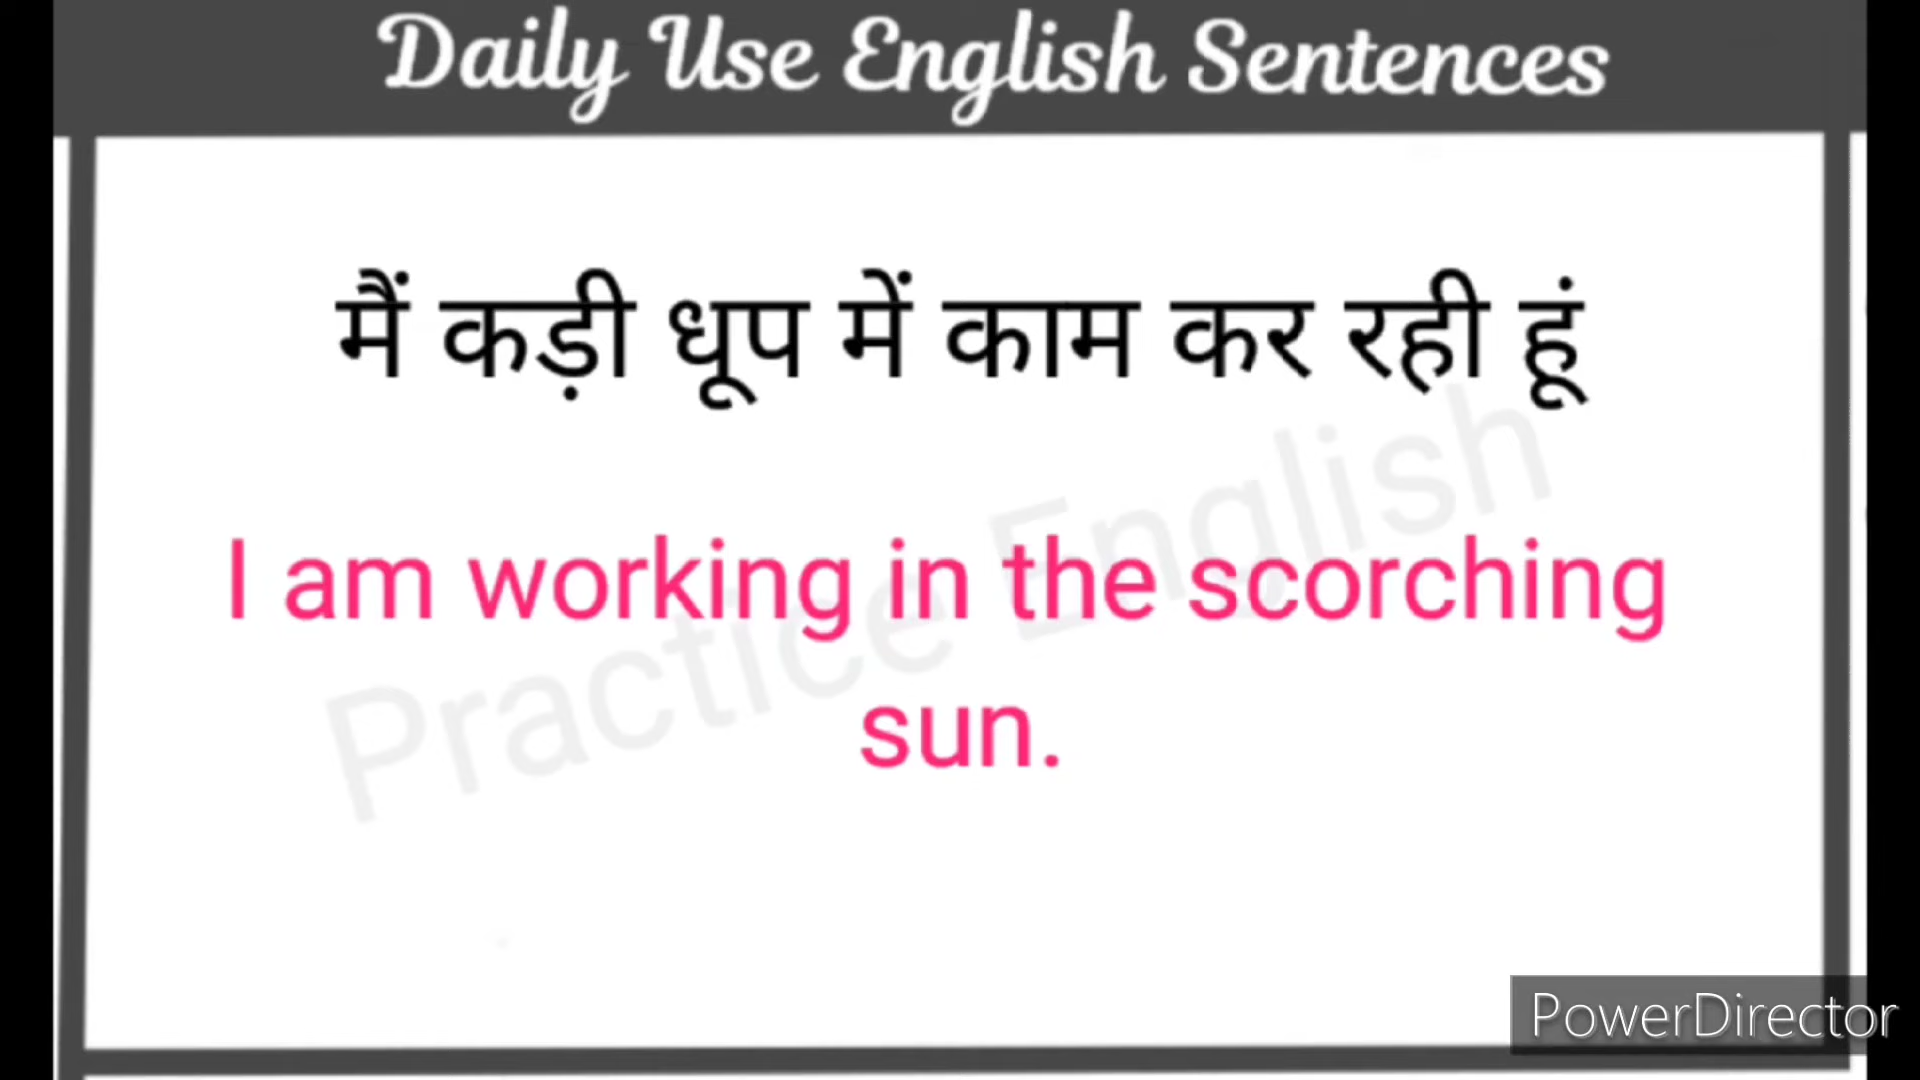 Daily Use English Sentences
मैं कड़ी धूप में काम कर रही हूं
I am working in the scorching
sun.
Practice English
PowerDirector